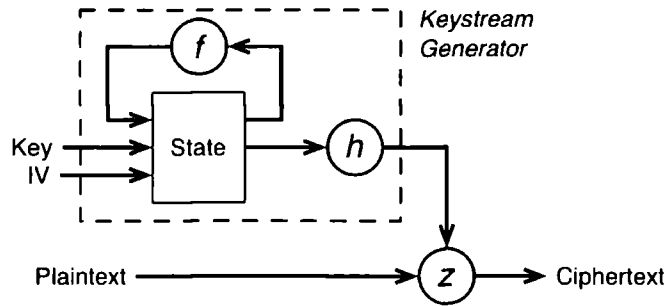 Keystream
Generator
f
Key
IV
State
h
Plaintext
z
Ciphertext